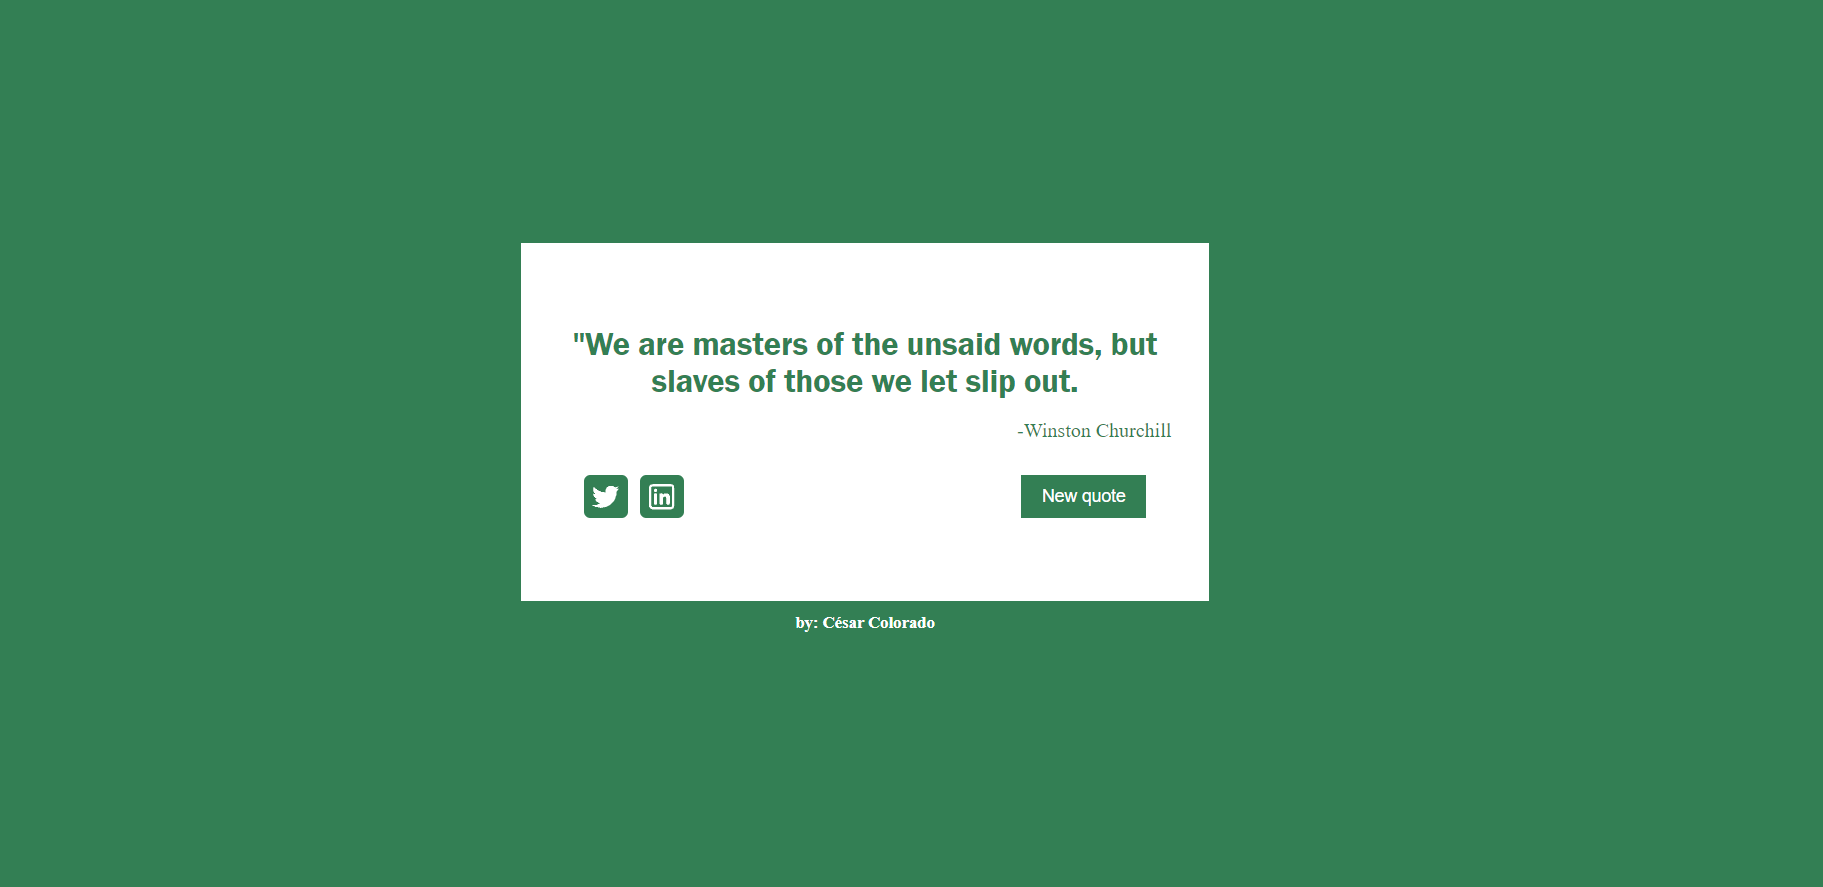 "We are masters of the unsaid words, but
slaves of those we let slip out.
-Winston Churchill
in
New quote
by: César Colorado